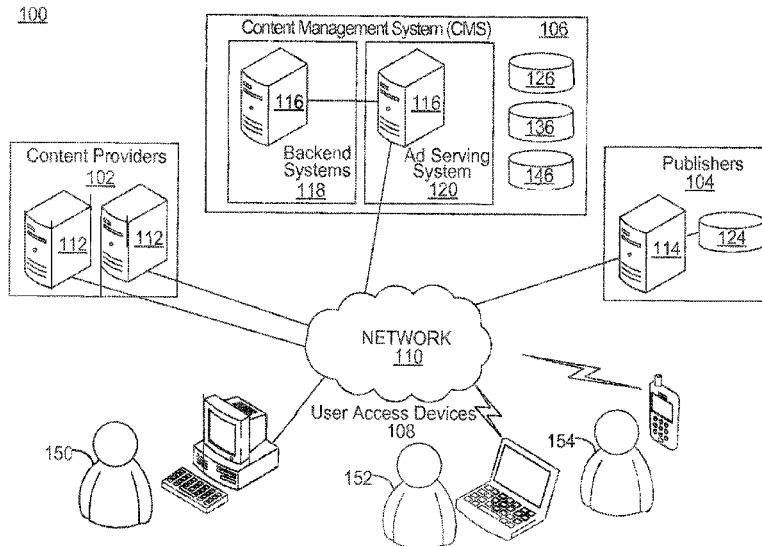 100
Content Management System (CMS)
106
116
116
126
136
146
Backend
Systems
118
Ad Serving
System
120
Content Providers
102
112
112
Publishers
104
114
124
NETWORK
110
User Access Devices
108
150
152
154